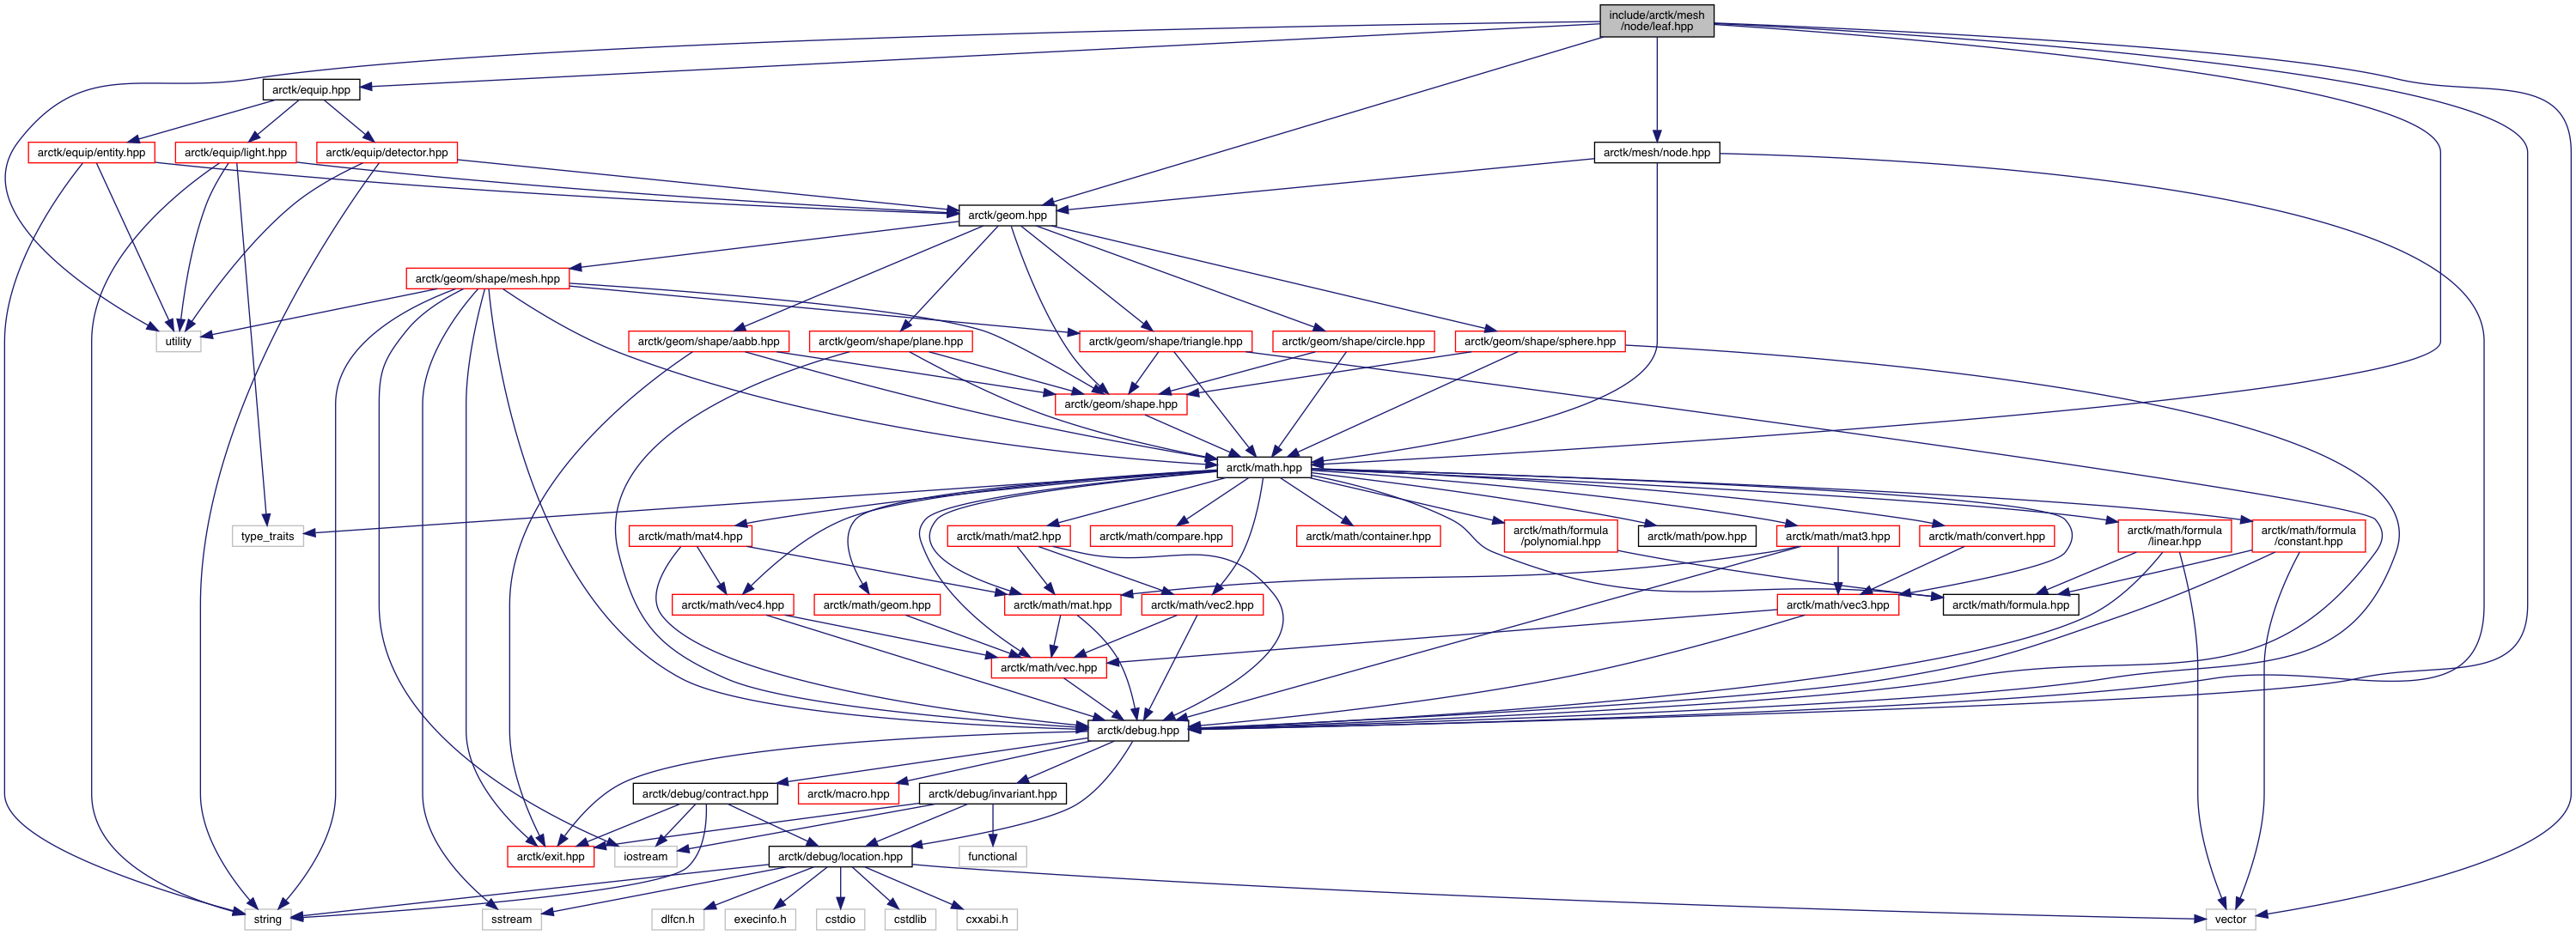 include/arctk/mesh
/node/leaf.hpp
arctk/equip.hpp
arctk/equip/entity.hpp
arctk/equip/light.hpp
arctk/equip/detector.hpp
arctk/mesh/node.hpp
arctk/geom.hpp
arctk/geom/shape/mesh.hpp
utility
arctk/geom/shape/aabb.hpp
arctk/geom/shape/plane.hpp
arctk/geom/shape/triangle.hpp
arctk/geom/shape/circle.hpp
arctk/geom/shape/sphere.hpp
arctk/geom/shape.hpp
arctk/math.hpp
type_traits
arctk/math/mat4.hpp
arctk/math/mat2.hpp
arctk/math/compare.hpp
arctk/math/container.hpp
arctk/math/formula
/polynomial.hpp
arctk/math/pow.hpp
arctk/math/mat3.hpp
arctk/math/convert.hpp
arctk/math/formula
/linear.hpp
arctk/math/formula
/constant.hpp
arctk/math/vec4.hpp
arctk/math/geom.hpp
arctk/math/mat.hpp
arctk/math/vec2.hpp
arctk/math/vec3.hpp
arctk/math/formula.hpp
arctk/math/vec.hpp
arctk/debug.hpp
arctk/debug/contract.hpp
arctk/macro.hpp
arctk/debug/invariant.hpp
arctk/exit.hpp
iostream
arctk/debug/location.hpp
functional
string
sstream
dlfcn.h
execinfo.h
cstdio
cstdlib
cxxabi.h
vector